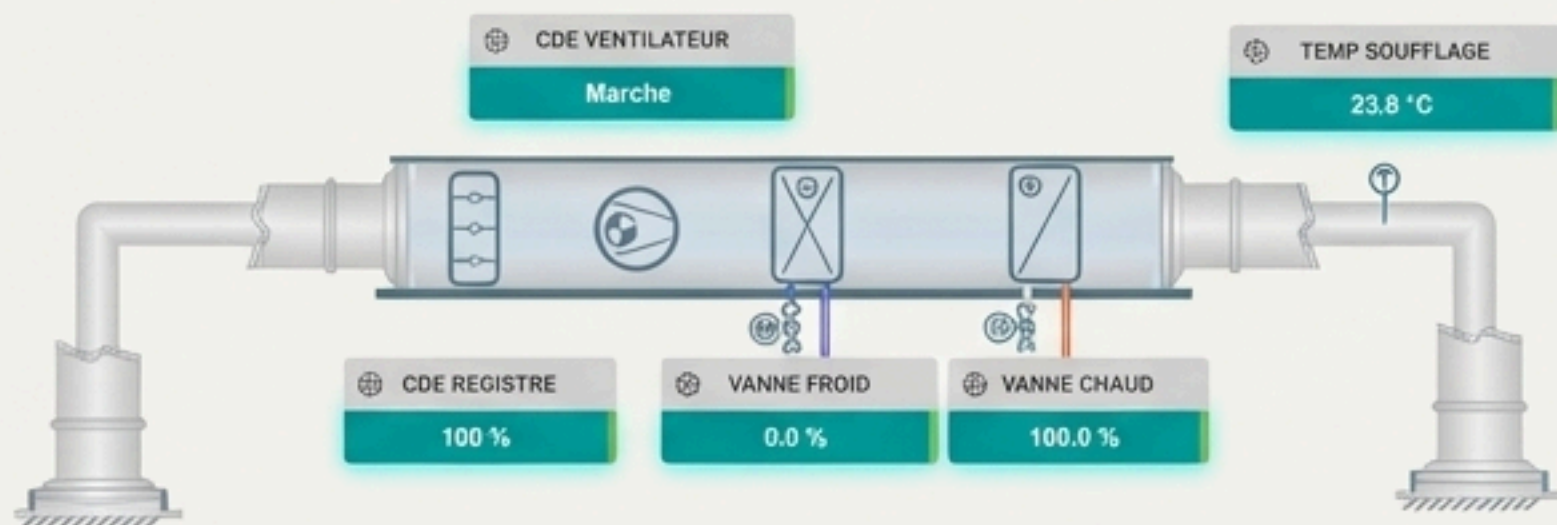 CDE VENTILATEUR
Marche
TEMP SOUFFLAGE
23.8 °C
T
CDE REGISTRE
100 %
VANNE FROID
0.0 %
VANNE CHAUD
100.0 %